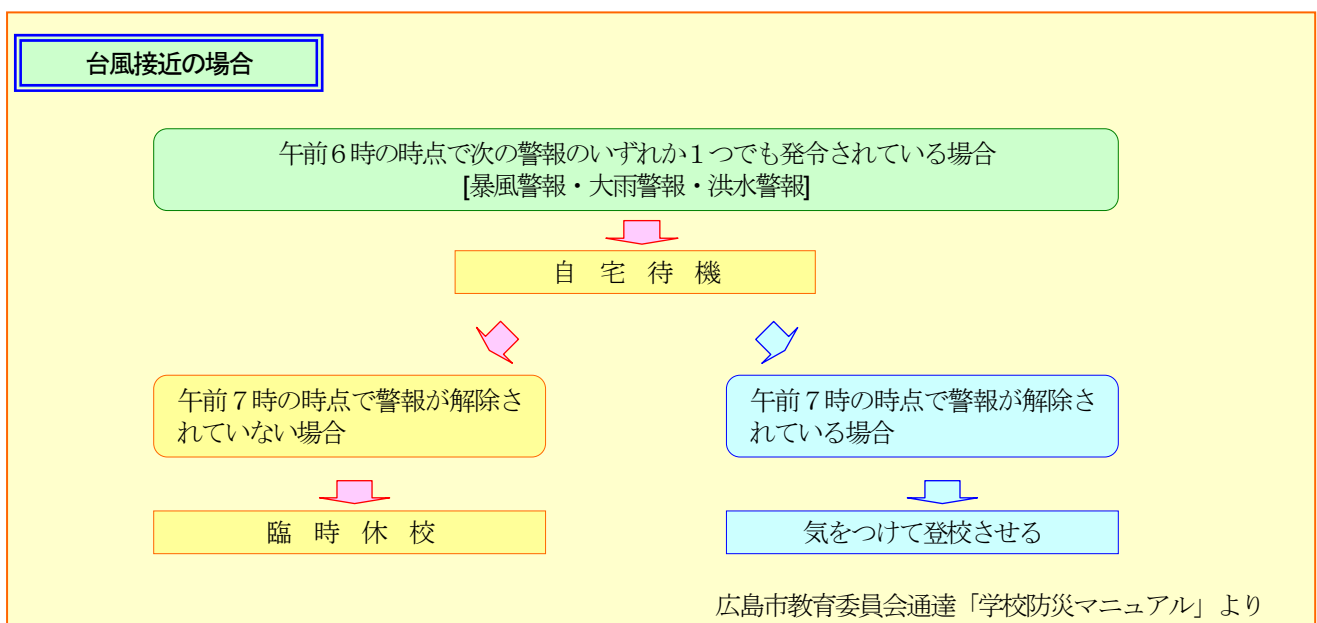 台風接近の場合
午前６時の時点で次の警報のいずれか１つでも発令されている場合
[暴風警報・大雨警報・洪水警報]
自　宅　待　機
午前７時の時点で警報が解除さ
れていない場合
午前７時の時点で警報が解除さ
れている場合
臨　時　休　校
気をつけて登校させる
広島市教育委員会通達「学校防災マニュアル」より